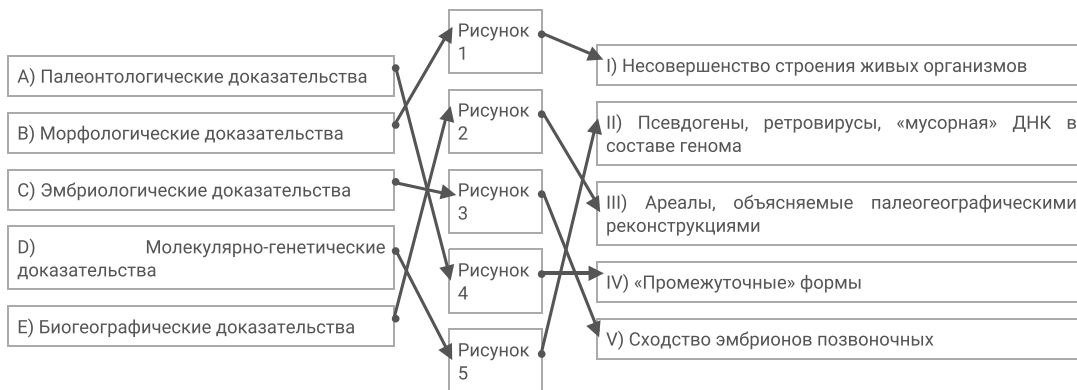 A) Палеонтологические доказательства
B) Морфологические доказательства
C) Эмбриологические доказательства
D) Молекулярно-генетические
доказательства
E) Биогеографические доказательства
Рисунок
1
Рисунок
2
Рисунок
3
Рисунок
4
Рисунок
5
I) Несовершенство строения живых организмов
II) Псевдогены, ретровирусы, «мусорная» ДНК в
составе генома
III) Ареалы, объясняемые палеогеографическими
реконструкциями
IV) «Промежуточные» формы
V) Сходство эмбрионов позвоночных